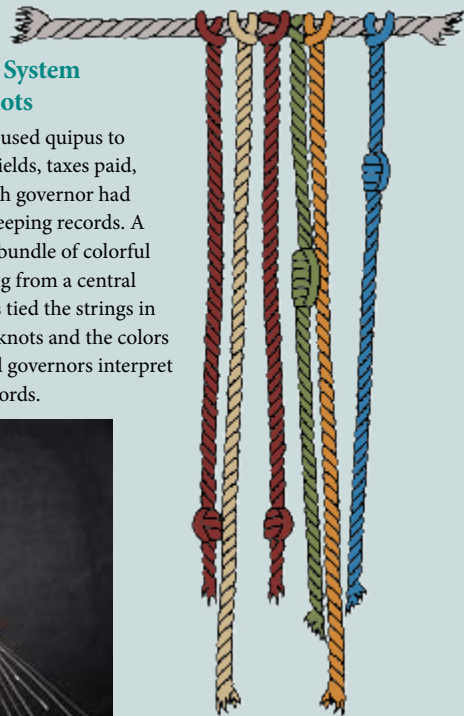 System
ots
used quipus to
ields, taxes paid,
h governor had
eeping records. A
bundle of colorful
g from a central
s tied the strings in
knots and the colors
d governors interpret
ords.